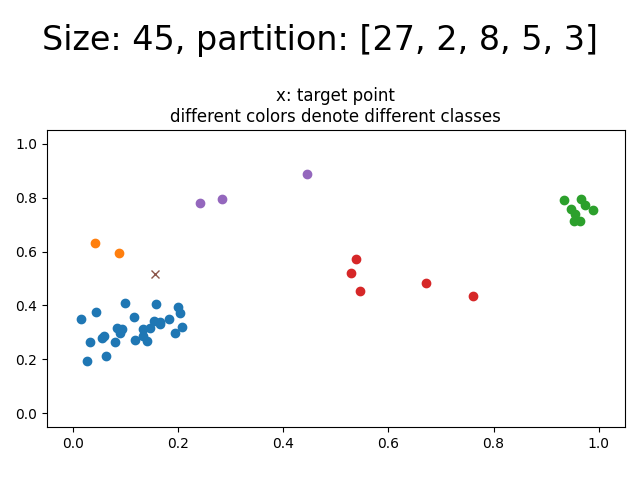 Size: 45, partition: [27, 2, 8, 5, 3]
x: target point
different colors denote different classes
1.0
0.8
0.6
0.4
0.2
0.0
0.0 0.2 0.4 0.6 0.8 1.0